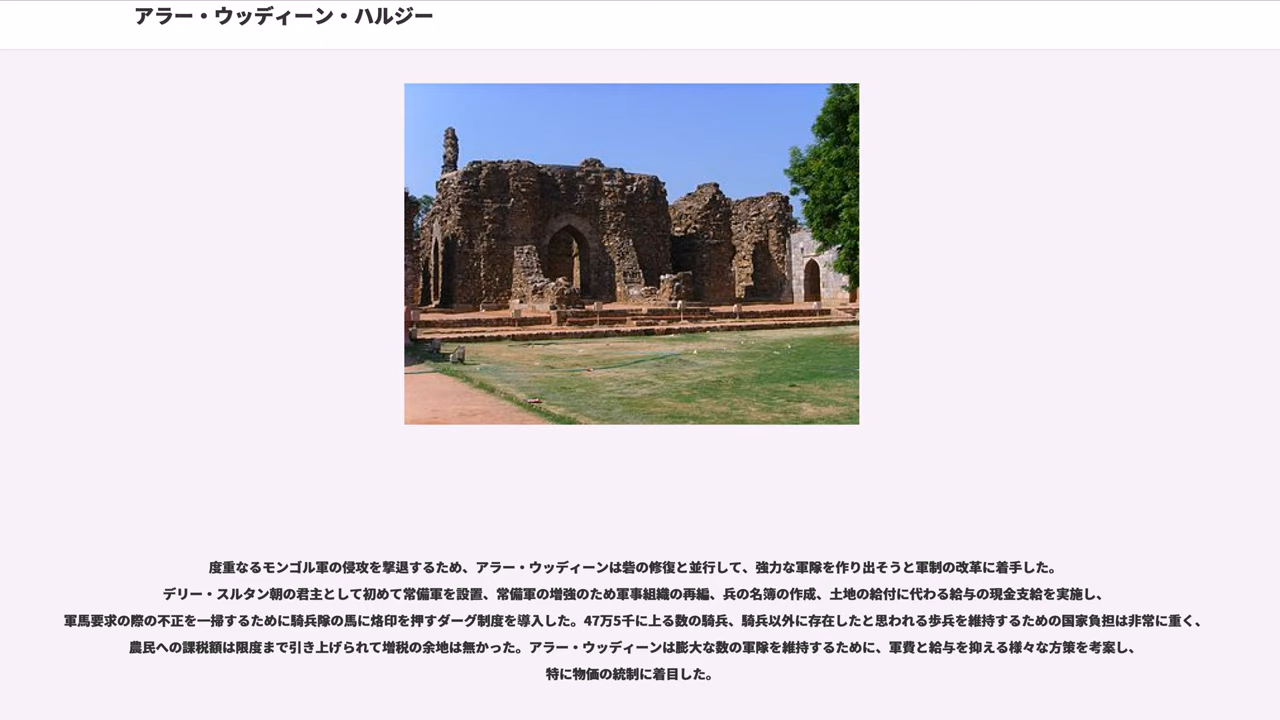 アラー・ウッディーン・ハルジー
度重なるモンゴル軍の侵攻を撃退するため、アラー・ウッディーンは砦の修復と並行して、強力な軍隊を作り出そうと軍制の改革に着手した。
デリー・スルタン朝の君主として初めて常備軍を設置、常備軍の増強のため軍事組織の再編、兵の名簿の作成、土地の給付に代わる給与の現金支給を実施し、
軍馬要求の際の不正を一掃するために騎兵隊の馬に烙印を押すダーグ制度を導入した。47万5千に上る数の騎兵、騎兵以外に存在したと思われる歩兵を維持するための国家負担は非常に重く、
農民への課税額は限度まで引き上げられて増税の余地は無かった。アラー・ウッディーンは膨大な数の軍隊を維持するために、軍費と給与を抑える様々な方策を考案し、
特に物価の統制に着目した。